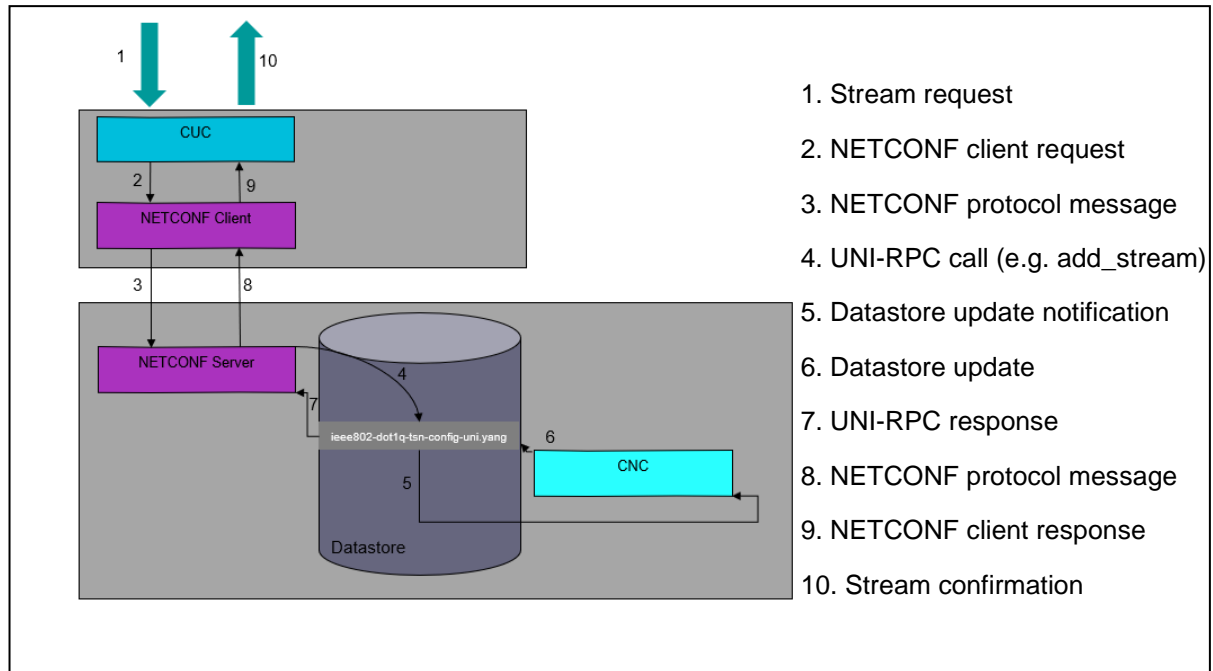 1
10
CUC
2
9
NETCONF Client
3
8
NETCONF Server
4
7
ieee802-dot1q-tsn-config-uni.yang
6
CNC
5
Datastore
1. Stream request
2. NETCONF client request
3. NETCONF protocol message
4. UNI-RPC call (e.g. add_stream)
5. Datastore update notification
6. Datastore update
7. UNI-RPC response
8. NETCONF protocol message
9. NETCONF client response
10. Stream confirmation